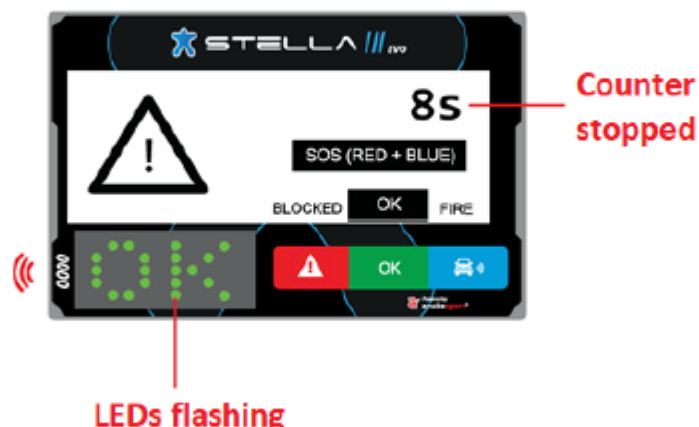 STELLA III EVO
8s
Counter
stopped
SOS (RED + BLUE)
BLOCKED OK FIRE
OK
OK
LEDs flashing